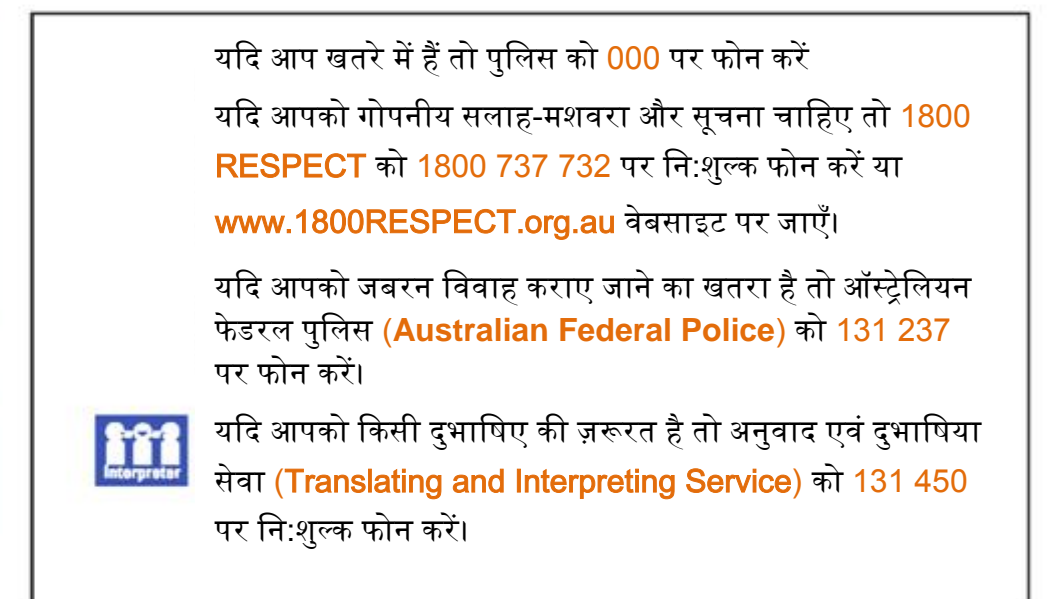 यदि आप खतरे में हैं तो पुलिस को 000 पर फोन करें
यदि आपको गोपनीय सलाह-मशवरा और सूचना चाहिए तो 1800
RESPECT को 1800 737 732 पर नि:शुल्क फोन करें या
www.1800RESPECT.org.au वेबसाइट पर जाएँ।
यदि आपको जबरन विवाह कराए जाने का खतरा है तो ऑस्ट्रेलियन
फेडरल पुलिस (Australian Federal Police) को 131 237
पर फोन करें।
यदि आपको किसी दुभाषिए की ज़रूरत है तो अनुवाद एवं दुभाषिया
Interpreter
सेवा (Translating and Interpreting Service) को 131 450
पर नि:शुल्क फोन करें।